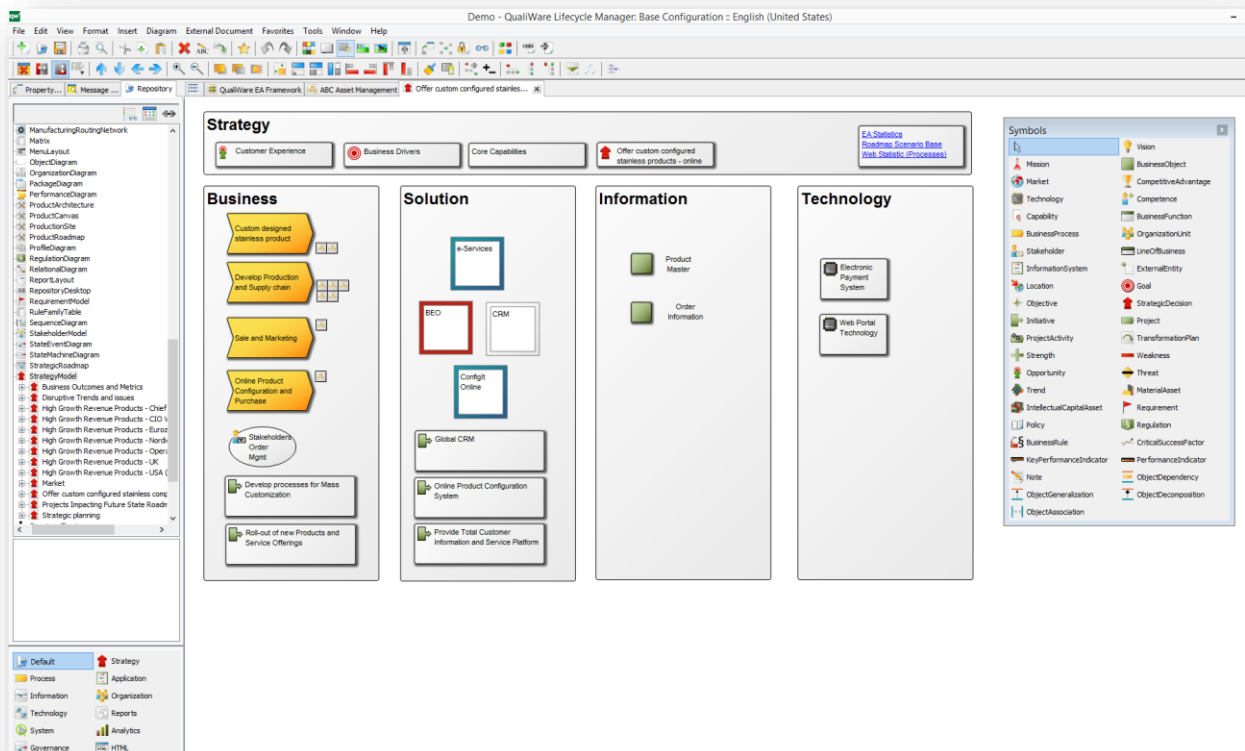 Demo - QualiWare Lifecycle Manager: Base Configuration :: English (United States)
File Edit View Format Insert Diagram External Document Favorites Tools Window Help
Property... Message ... Repository QualiWare EA Framework ABC Asset Management Offer custom configured stainles...
ManufacturingRoutingNetwork
Matrix
MenuLayout
ObjectDiagram
OrganizationDiagram
PackageDiagram
PerformanceDiagram
ProductArchitecture
ProductCanvas
ProductionSite
ProductRoadmap
ProfileDiagram
RegulationDiagram
RelationalDiagram
ReportLayout
RepositoryDesktop
RequirementModel
RuleFamilyTable
SequenceDiagram
StakeholderModel
StateEventDiagram
StateMachineDiagram
StrategicRoadmap
StrategyModel
Business Outcomes and Metrics
Disruptive Trends and issues
High Growth Revenue Products - Chief
High Growth Revenue Products - CIO
High Growth Revenue Products - Euroz
High Growth Revenue Products - Nordi
High Growth Revenue Products - Opera
High Growth Revenue Products - UK
High Growth Revenue Products - USA (
Market
Offer custom configured stainless comp
Projects Impacting Future State Roadm
Strategic planning
Default Strategy
Process Application
Information Organization
Technology Reports
System Analytics
Governance HTML
Strategy
Customer Experience
Business Drivers
Core Capabilities
Offer custom configured
stainless products - online
EA Statistics
Roadmap Scenario Base
Web Statistic (Processes)
Business
Custom designed
stainless product
Develop Production
and Supply chain
Sale and Marketing
Online Product
Configuration and
Purchase
Stakeholders
Order
Mgmt
Develop processes for Mass
Customization
Roll-out of new Products and
Service Offerings
Solution
e-Services
BEO
CRM
ConfigIt
Online
Global CRM
Online Product Configuration
System
Provide Total Customer
Information and Service Platform
Information
Product
Master
Order
Information
Technology
Electronic
Payment
System
Web Portal
Technology
Symbols
Vision
Mission BusinessObject
Market CompetitiveAdvantage
Technology Competence
Capability BusinessFunction
BusinessProcess OrganizationUnit
Stakeholder LineOfBusiness
InformationSystem ExternalEntity
Location Goal
Objective StrategicDecision
Initiative Project
ProjectActivity TransformationPlan
Strength Weakness
Opportunity Threat
Trend MaterialAsset
IntellectualCapitalAsset Requirement
Policy Regulation
BusinessRule CriticalSuccessFactor
KeyPerformanceIndicator PerformanceIndicator
Note ObjectDependency
ObjectGeneralization ObjectDecomposition
ObjectAssociation